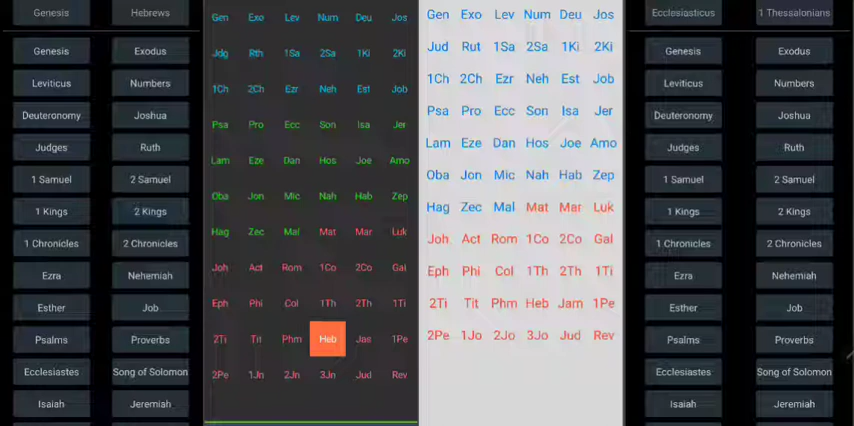 Genesis Hebrews
Genesis Exodus
Leviticus Numbers
Deuteronomy Joshua
Judges Ruth
1 Samuel 2 Samuel
1 Kings 2 Kings
1 Chronicles 2 Chronicles
Ezra Nehemiah
Esther Job
Psalms Proverbs
Ecclesiastes Song of Solomon
Isaiah Jeremiah
Gen Exo Lev Num Deu Jos
Jdg Rth 1Sa 2Sa 1Ki 2Ki
1Ch 2Ch Ezr Neh Est Job
Psa Pro Ecc Son Isa Jer
Lam Eze Dan Hos Joe Amo
Oba Jon Mic Nah Hab Zep
Hag Zec Mal Mat Mar Luk
Joh Act Rom 1Co 2Co Gal
Eph Phi Col 1Th 2Th 1Ti
2Ti Tit Phm Heb Jas 1Pe
2Pe 1Jn 2Jn 3Jn Jud Rev
Gen Exo Lev Num Deu Jos
Jud Rut 1Sa 2Sa 1Ki 2Ki
1Ch 2Ch Ezr Neh Est Job
Psa Pro Ecc Son Isa Jer
Lam Eze Dan Hos Joe Amo
Oba Jon Mic Nah Hab Zep
Hag Zec Mal Mat Mar Luk
Joh Act Rom 1Co 2Co Gal
Eph Phi Col 1Th 2Th 1Ti
2Ti Tit Phm Heb Jam 1Pe
2Pe 1Jo 2Jo 3Jo Jud Rev
Ecclesiasticus 1 Thessalonians
Genesis Exodus
Leviticus Numbers
Deuteronomy Joshua
Judges Ruth
1 Samuel 2 Samuel
1 Kings 2 Kings
1 Chronicles 2 Chronicles
Ezra Nehemiah
Esther Job
Psalms Proverbs
Ecclesiastes Song of Solomon
Isaiah Jeremiah